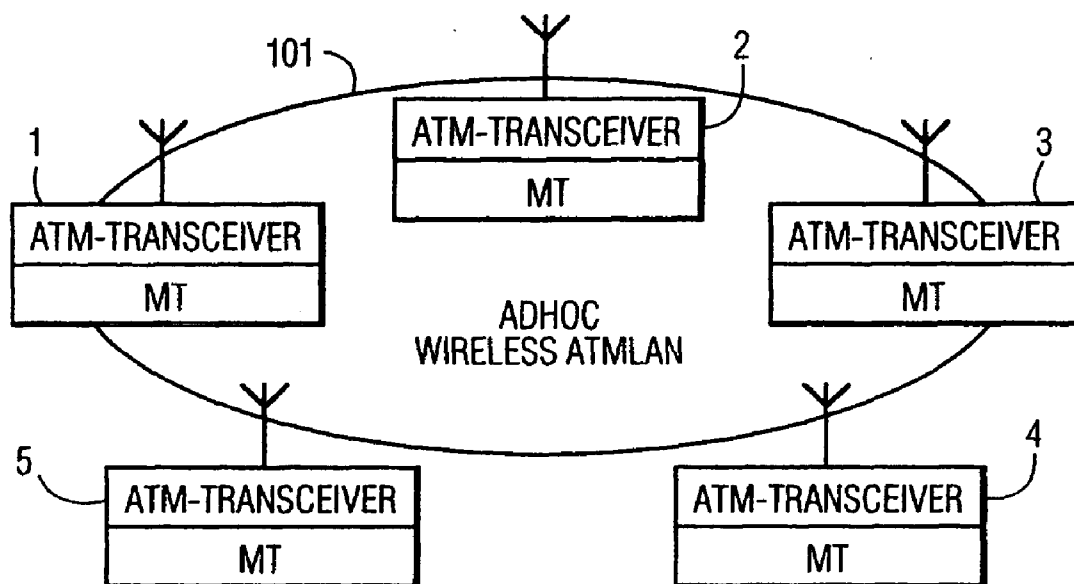 101
2
ATM-TRANSCEIVER
MT
1
ATM-TRANSCEIVER
MT
3
ATM-TRANSCEIVER
MT
ADHOC
WIRELESS ATMLAN
5
ATM-TRANSCEIVER
MT
4
ATM-TRANSCEIVER
MT